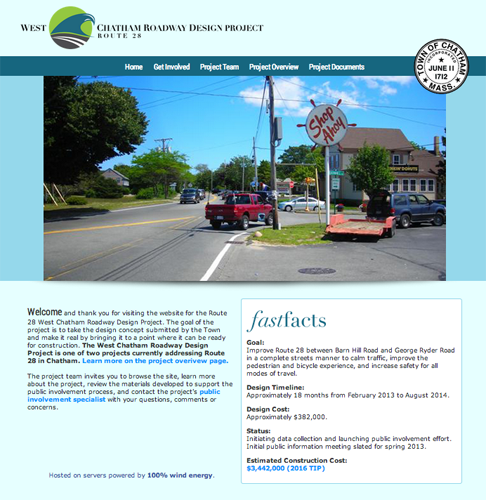 WEST CHATHAM ROADWAY DESIGN PROJECT
ROUTE 28
TOWN OF CHATHAM
INCORPORATED
JUNE 11
1712
MASS.
Home Get Involved Project Team Project Overview Project Documents
Shop
Ahoy
DONUTS
Welcome and thank you for visiting the website for the Route
28 West Chatham Roadway Design Project. The goal of the
project is to take the design concept submitted by the Town
and make it real by bringing it to a point where it can be ready
for construction. The West Chatham Roadway Design
Project is one of two projects currently addressing Route
28 in Chatham. Learn more on the project overivew page.
The project team invites you to browse the site, learn more
about the project, review the materials developed to support the
public involvement process, and contact the project's public
involvement specialist with your questions, comments or
concerns.
Hosted on servers powered by 100% wind energy.
fastfacts
Goal:
Improve Route 28 between Barn Hill Road and George Ryder Road
in a complete streets manner to calm traffic, improve the
pedestrian and bicycle experience, and increase safety for all
modes of travel.
Design Timeline:
Approximately 18 months from February 2013 to August 2014.
Design Cost:
Approximately $382,000.
Status:
Initiating data collection and launching public involvement effort.
Initial public information meeting slated for spring 2013.
Estimated Construction Cost:
$3,442,000 (2016 TIP)